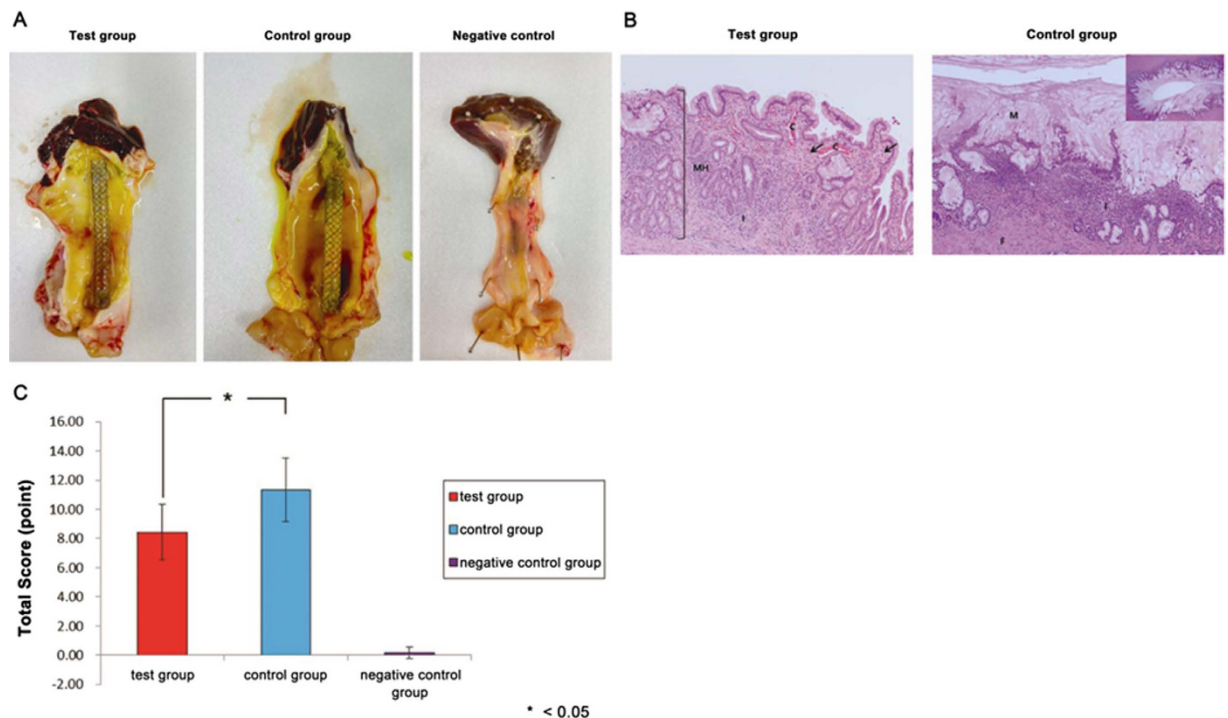 A
Test group
Control group
Negative control
B
Test group
Control group
C
C
MH
I
M
I
F
C
*
Total Score (point)
16.00
14.00
12.00
10.00
8.00
6.00
4.00
2.00
0.00
-2.00
test group
control group
negative control
group
test group
control group
negative control group
* < 0.05